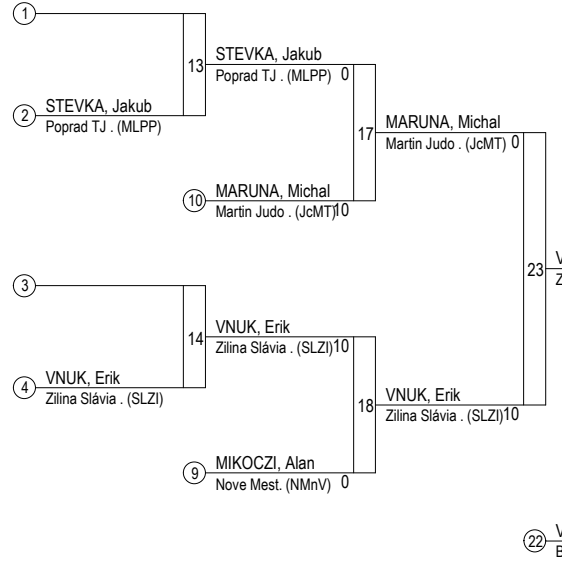 1
13
STEVKA, Jakub
Poprad TJ . (MLPP) 0
2
STEVKA, Jakub
Poprad TJ . (MLPP)
17
MARUNA, Michal
Martin Judo . (JcMT) 0
10
MARUNA, Michal
Martin Judo . (JcMT)10
23
V
Z
3
14
VNUK, Erik
Zilina Slávia . (SLZI)10
4
VNUK, Erik
Zilina Slávia . (SLZI)
18
VNUK, Erik
Zilina Slávia . (SLZI)10
9
MIKOCZI, Alan
Nove Mest. (NMnV) 0
22
V
B